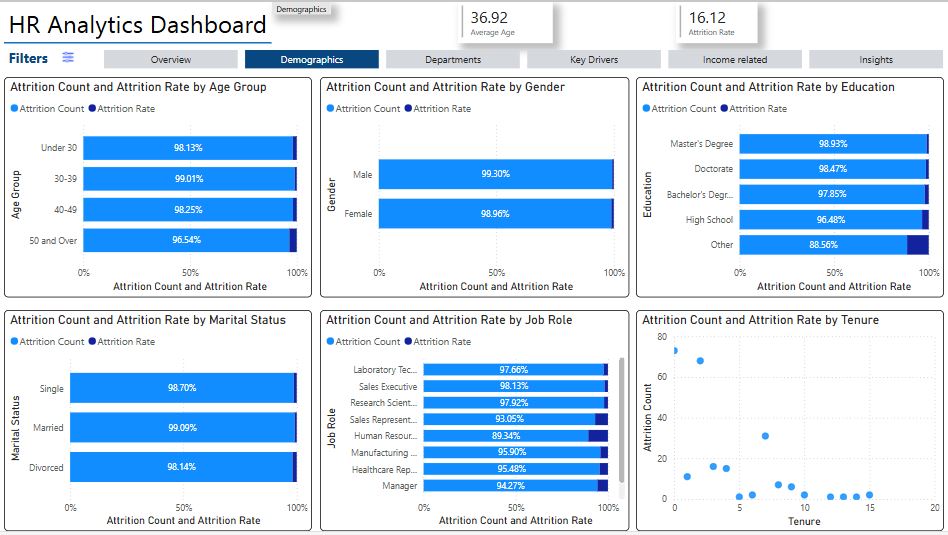 HR Analytics Dashboard
Demographics
36.92
Average Age
16.12
Attrition Rate
Filters
Overview
Demographics
Departments
Key Drivers
Income related
Insights
Attrition Count and Attrition Rate by Age Group
Attrition Count Attrition Rate
Age Group
Under 30 98.13%
30-39 99.01%
40-49 98.25%
50 and Over 96.54%
0% 50% 100%
Attrition Count and Attrition Rate
Attrition Count and Attrition Rate by Gender
Attrition Count Attrition Rate
Gender
Male 99.30%
Female 98.96%
0% 50% 100%
Attrition Count and Attrition Rate
Attrition Count and Attrition Rate by Education
Attrition Count Attrition Rate
Education
Master's Degree 98.93%
Doctorate 98.47%
Bachelor's Degr... 97.85%
High School 96.48%
Other 88.56%
0% 50% 100%
Attrition Count and Attrition Rate
Attrition Count and Attrition Rate by Marital Status
Attrition Count Attrition Rate
Marital Status
Single 98.70%
Married 99.09%
Divorced 98.14%
0% 50% 100%
Attrition Count and Attrition Rate
Attrition Count and Attrition Rate by Job Role
Attrition Count Attrition Rate
Job Role
Laboratory Tec... 97.66%
Sales Executive 98.13%
Research Scient... 97.92%
Sales Represent... 93.05%
Human Resour... 89.34%
Manufacturing ... 95.90%
Healthcare Rep... 95.48%
Manager 94.27%
0% 50% 100%
Attrition Count and Attrition Rate
Attrition Count and Attrition Rate by Tenure
Attrition Count
80
60
40
20
0
0 5 10 15 20
Tenure